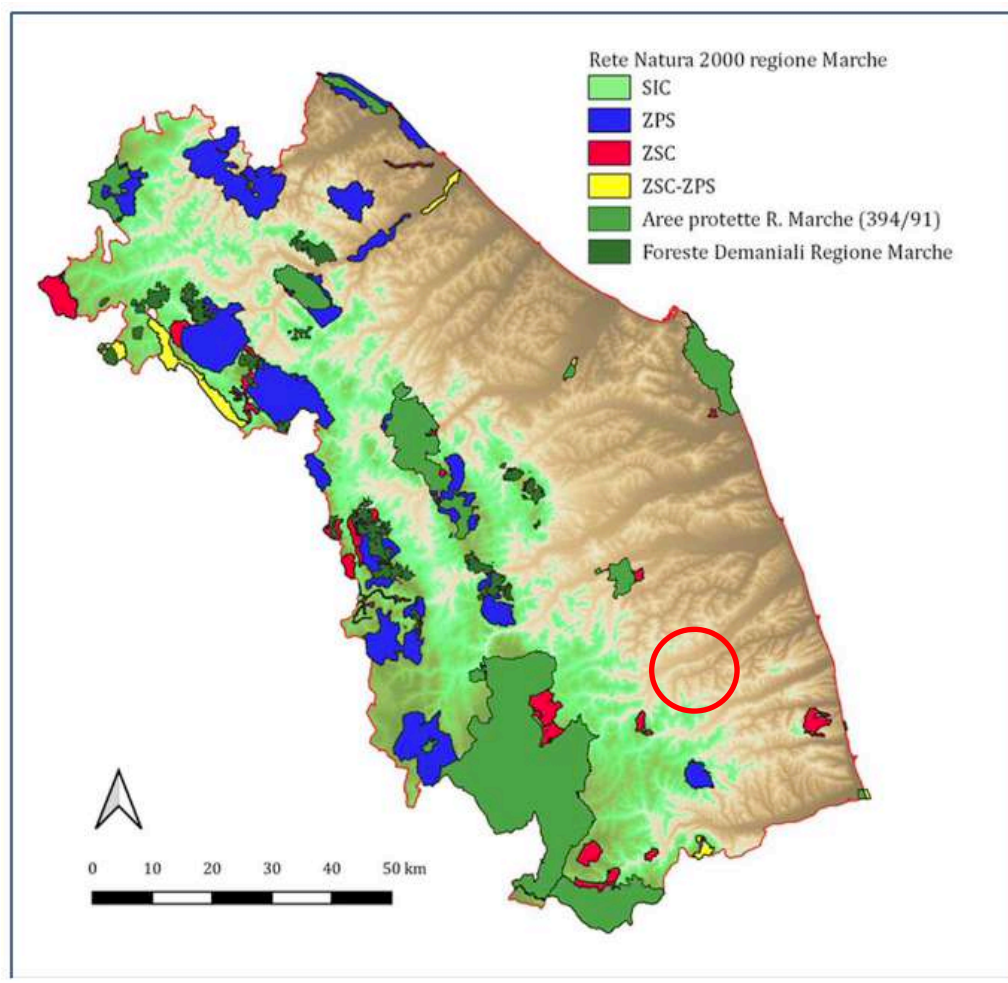 Rete Natura 2000 regione Marche
SIC
ZPS
ZSC
ZSC-ZPS
Aree protette R. Marche (394/91)
Foreste Demaniali Regione Marche
0 10 20 30 40 50 km